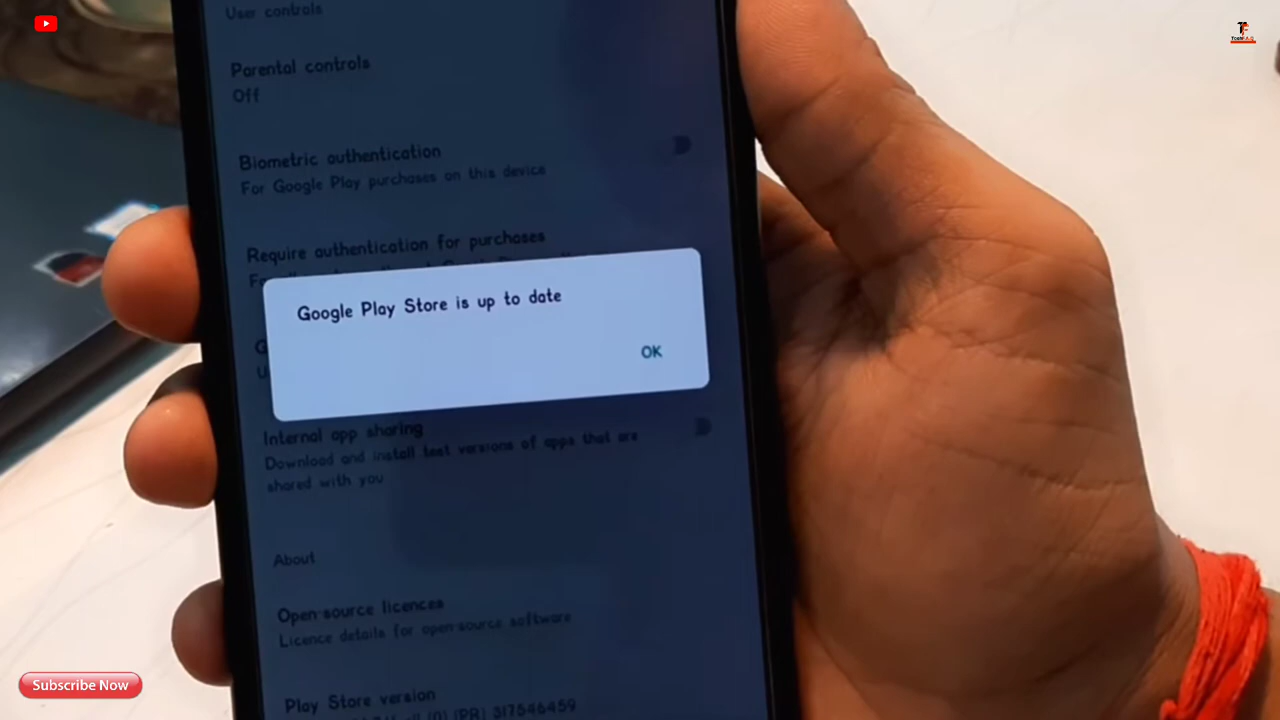 User controls
Parental controls
Off
Biometric authentication
For Google Play purchases on this device
Require authentication for purchases
Google Play Store is up to date
OK
Internal app sharing
Download and install test versions of apps that are
shared with you
About
Open-source licences
Licence details for open-source software
Play Store version
[PR] 317546459
Subscribe Now